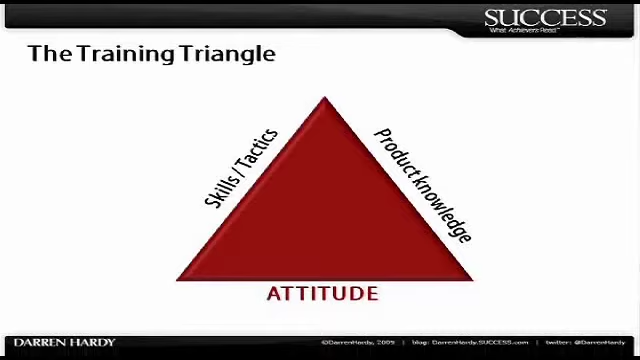 SUCCESS
What Achievers Read™
The Training Triangle
Skills / Tactics
Product knowledge
ATTITUDE
DARREN HARDY
©DarrenHardy, 2009 | blog: DarrenHardy.SUCCESS.com | twitter: @DarrenHardy